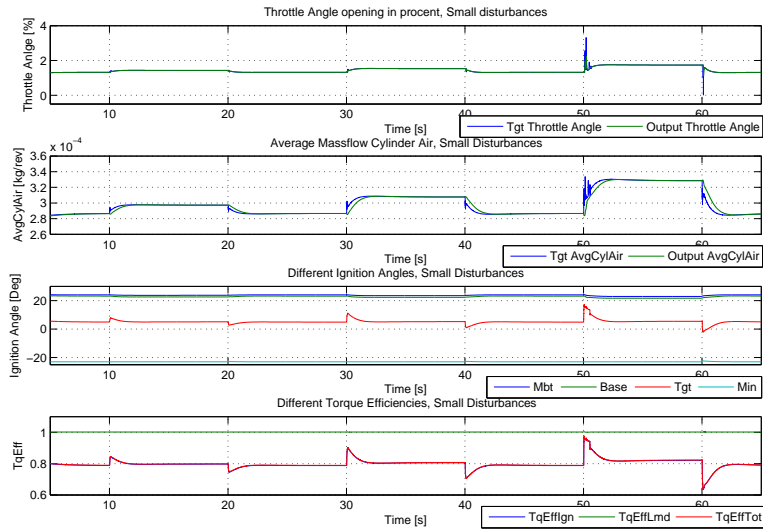 Throttle Angle opening in procent, Small disturbances
Throttle Anlge [%]
4
2
0
10 20 30 40 50 60
Time [s]
Tgt Throttle Angle Output Throttle Angle
Average Massflow Cylinder Air, Small Disturbances
x 10⁻⁴
AvgCylAir [kg/rev]
3.6
3.2
2.8
2.6
10 20 30 40 50 60
Time [s]
Tgt AvgCylAir Output AvgCylAir
Different Ignition Angles, Small Disturbances
Ignition Angle [Deg]
20
0
−20
10 20 30 40 50 60
Time [s]
Mbt Base Tgt Min
Different Torque Efficiencies, Small Disturbances
TqEff
1
0.8
0.6
10 20 30 40 50 60
Time [s]
TqEffIgn TqEffLmd TqEffTot